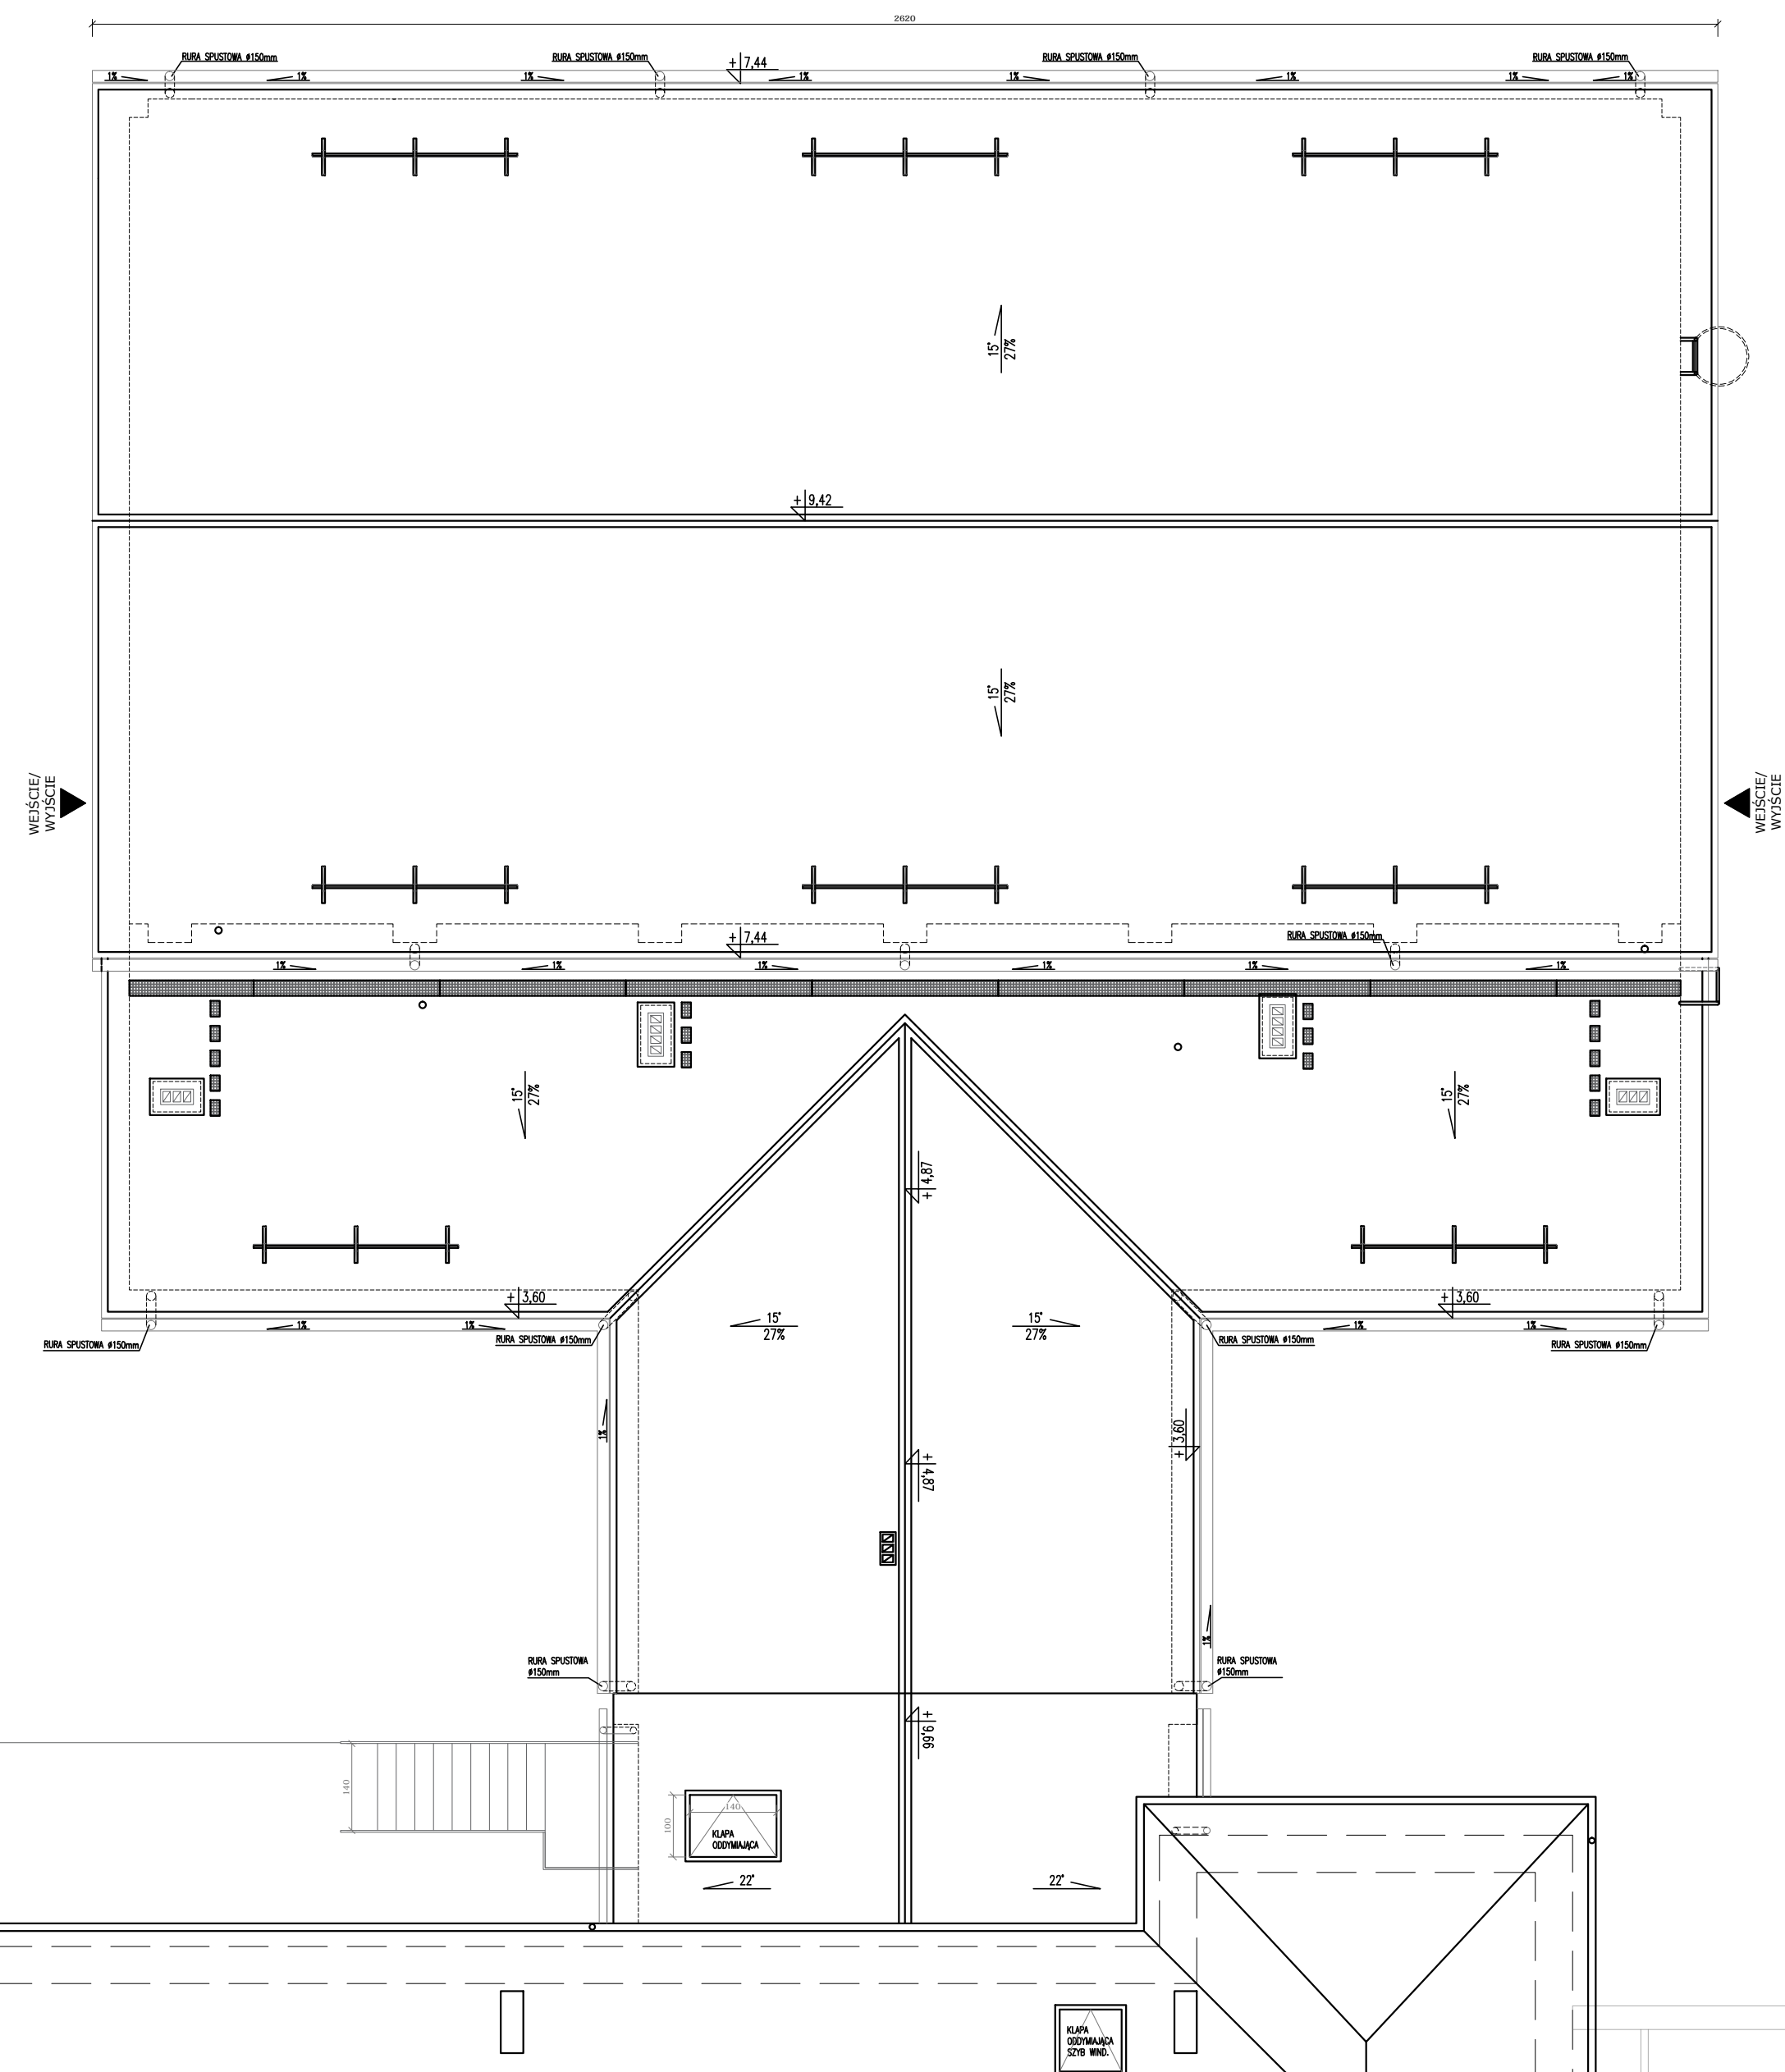 2620
RURA SPUSTOWA ø150mm
RURA SPUSTOWA ø150mm
+ 7,44
RURA SPUSTOWA ø150mm
RURA SPUSTOWA ø150mm
1% 1% 1% 1% 1% 1% 1% 1%
15°
27%
+ 9,42
15°
27%
WEJŚCIE/
WYJŚCIE
WEJŚCIE/
WYJŚCIE
+ 7,44
RURA SPUSTOWA ø150mm
1% 1% 1% 1% 1% 1%
15°
27%
15°
27%
+ 4,87
+ 3,60
+ 3,60
1% 1% 1% 1%
15°
27%
15°
27%
RURA SPUSTOWA ø150mm
RURA SPUSTOWA ø150mm
RURA SPUSTOWA ø150mm
RURA SPUSTOWA ø150mm
1%
+ 3,60
+ 4,87
1%
RURA SPUSTOWA
ø150mm
RURA SPUSTOWA
ø150mm
+ 9,66
140
100
140
KLAPA
ODDYMIAJĄCA
22°
22°
KLAPA
ODDYMIAJĄCA
SZYB WIND.